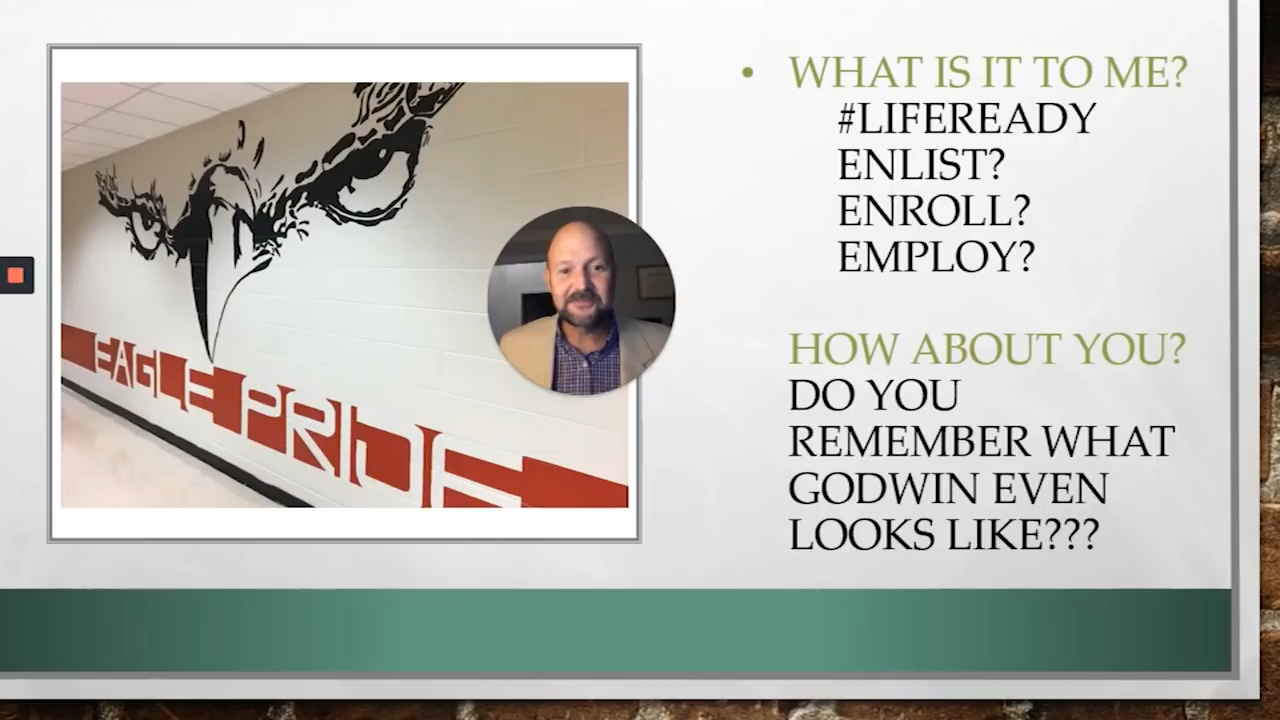 EAGLE PRIDE
• WHAT IS IT TO ME?
#LIFEREADY
ENLIST?
ENROLL?
EMPLOY?
HOW ABOUT YOU?
DO YOU
REMEMBER WHAT
GODWIN EVEN
LOOKS LIKE???